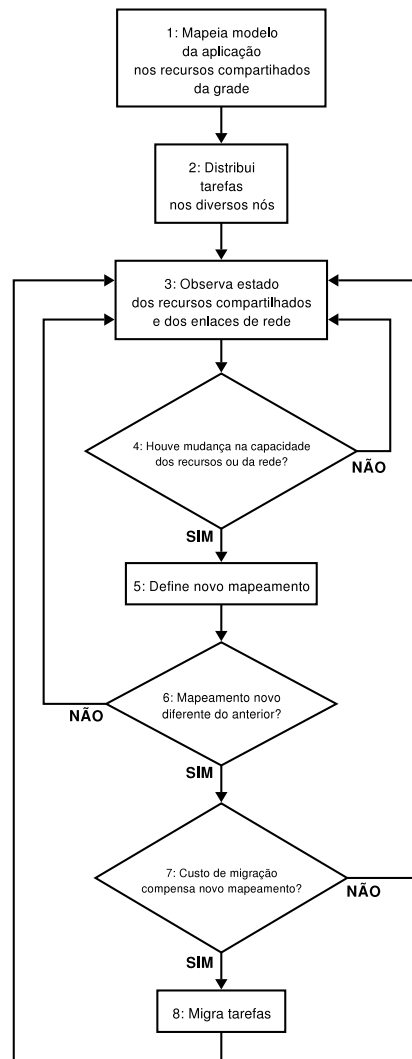 1: Mapeia modelo
da aplicação
nos recursos compartihados
da grade
2: Distribui
tarefas
nos diversos nós
3: Observa estado
dos recursos compartilhados
e dos enlaces de rede
4: Houve mudança na capacidade
dos recursos ou da rede?
NÃO
SIM
5: Define novo mapeamento
6: Mapeamento novo
diferente do anterior?
NÃO
SIM
7: Custo de migração
compensa novo mapeamento?
NÃO
SIM
8: Migra tarefas